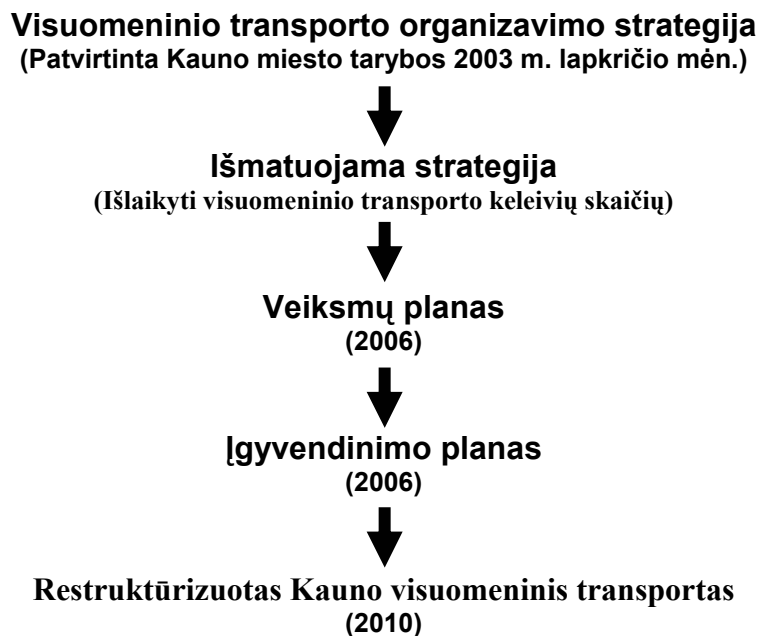 Visuomeninio transporto organizavimo strategija
(Patvirtinta Kauno miesto tarybos 2003 m. lapkričio mėn.)
Išmatuojama strategija
(Išlaikyti visuomeninio transporto keleivių skaičių)
Veiksmų planas
(2006)
Įgyvendinimo planas
(2006)
Restruktūrizuotas Kauno visuomeninis transportas
(2010)